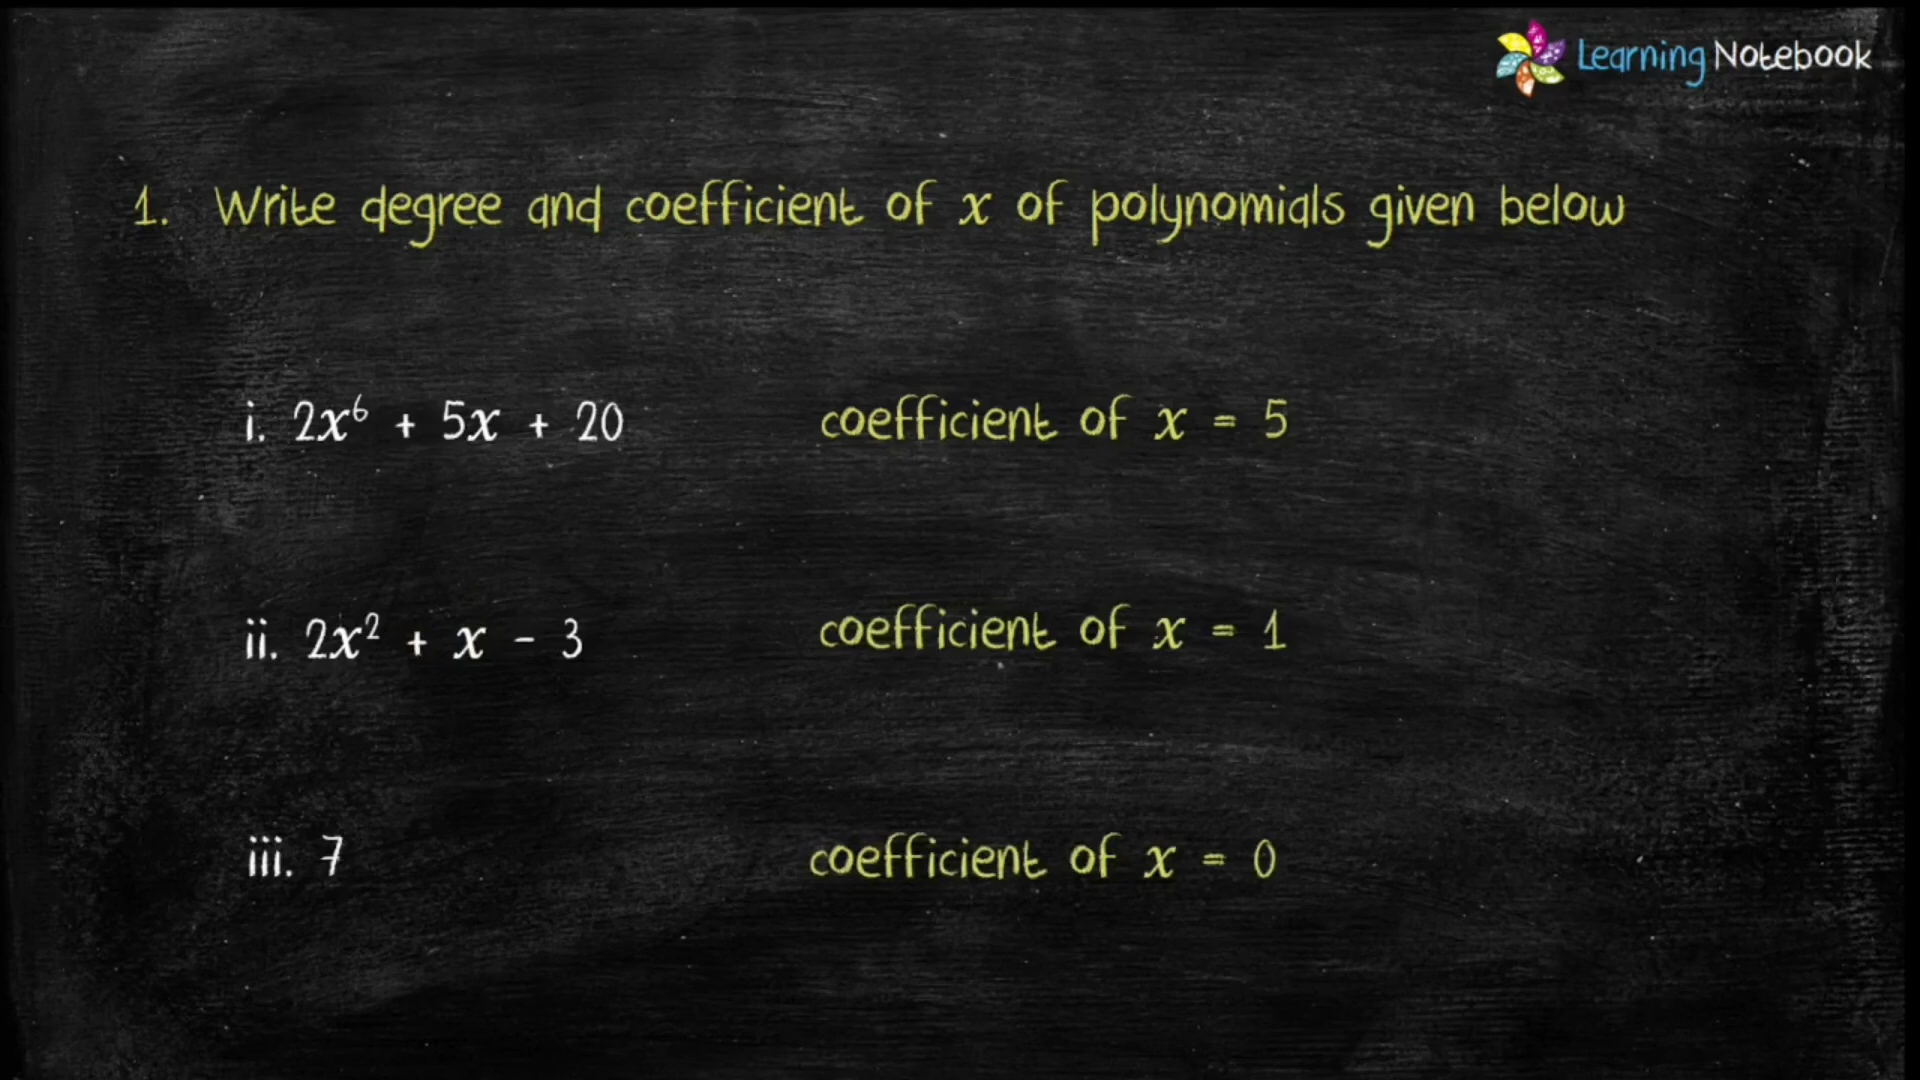 Learning Notebook
1. Write degree and coefficient of x of polynomials given below
i. 2x⁶ + 5x + 20 coefficient of x = 5
ii. 2x² + x - 3 coefficient of x = 1
iii. 7 coefficient of x = 0